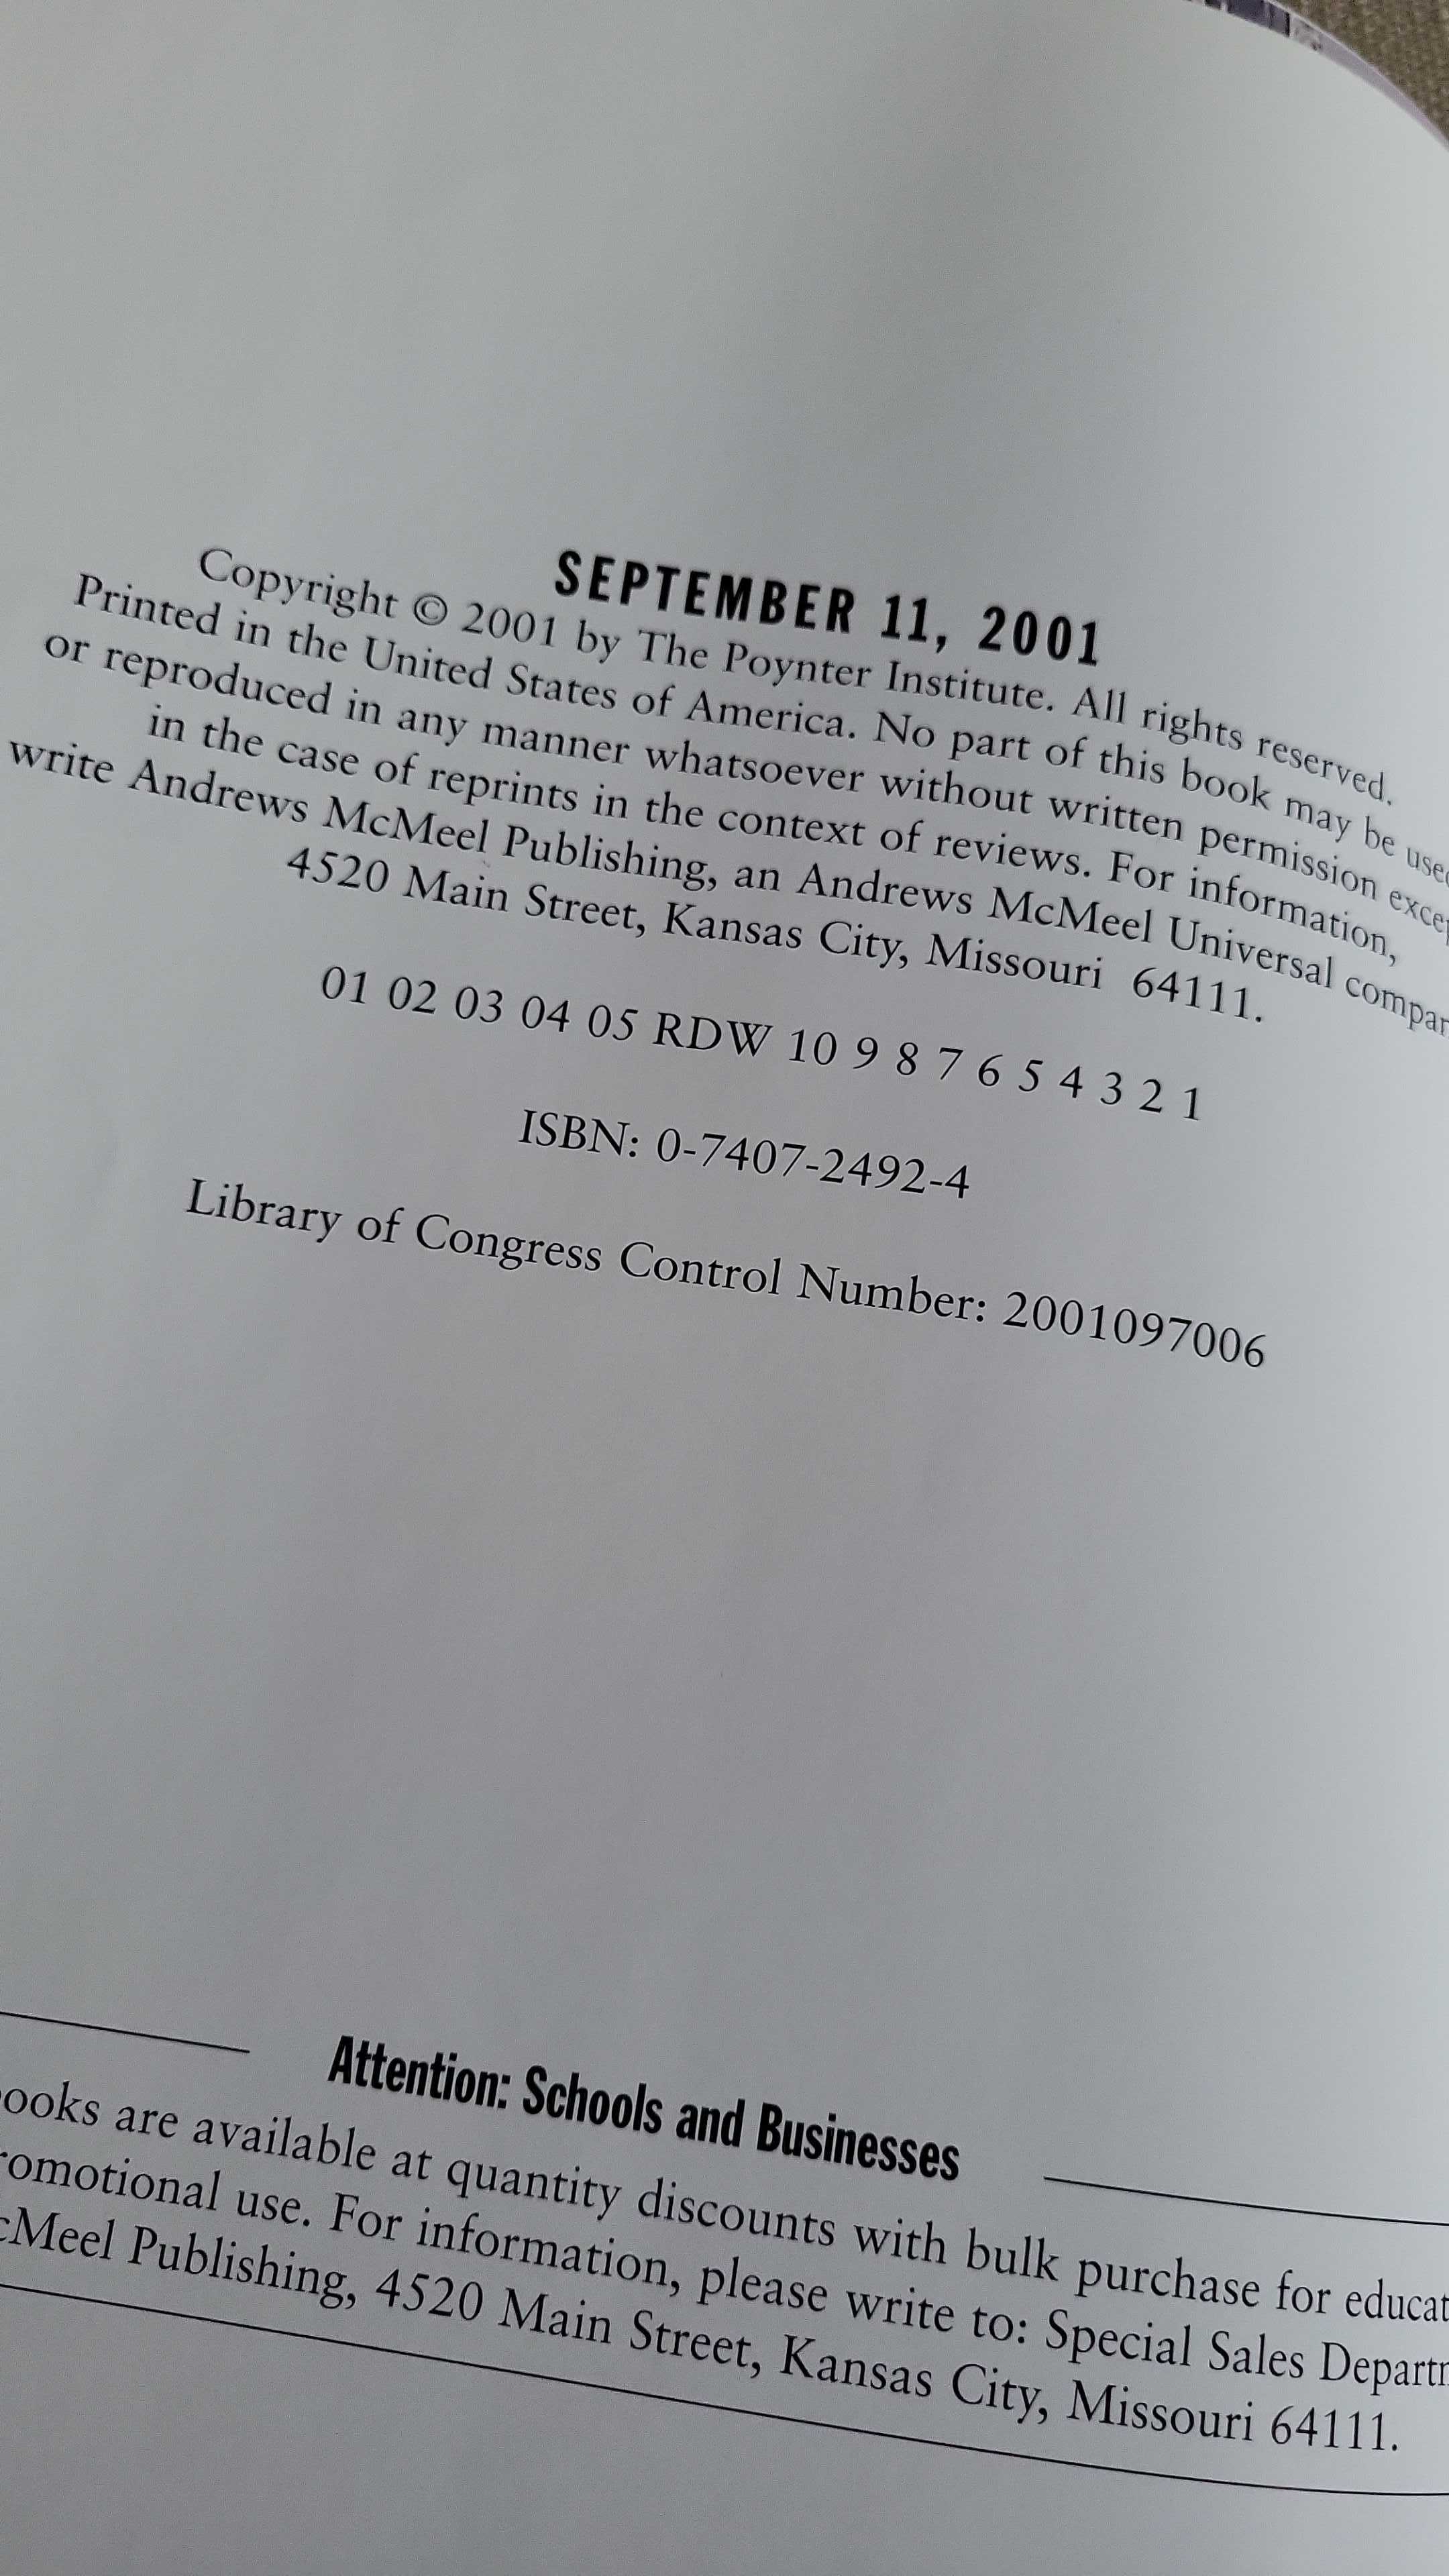 SEPTEMBER 11, 2001
Copyright © 2001 by The Poynter Institute. All rights reserved.
Printed in the United States of America. No part of this book may be
or reproduced in any manner whatsoever without written permission
in the case of reprints in the context of reviews. For information,
write Andrews McMeel Publishing, an Andrews McMeel Universal
4520 Main Street, Kansas City, Missouri 64111.
01 02 03 04 05 RDW 10 9 8 7 6 5 4 3 2 1
ISBN: 0-7407-2492-4
Library of Congress Control Number: 2001097006
Attention: Schools and Businesses
are available at quantity discounts with bulk purchase for
use. For information, please write to: Special Sales
Publishing, 4520 Main Street, Kansas City, Missouri 64111.